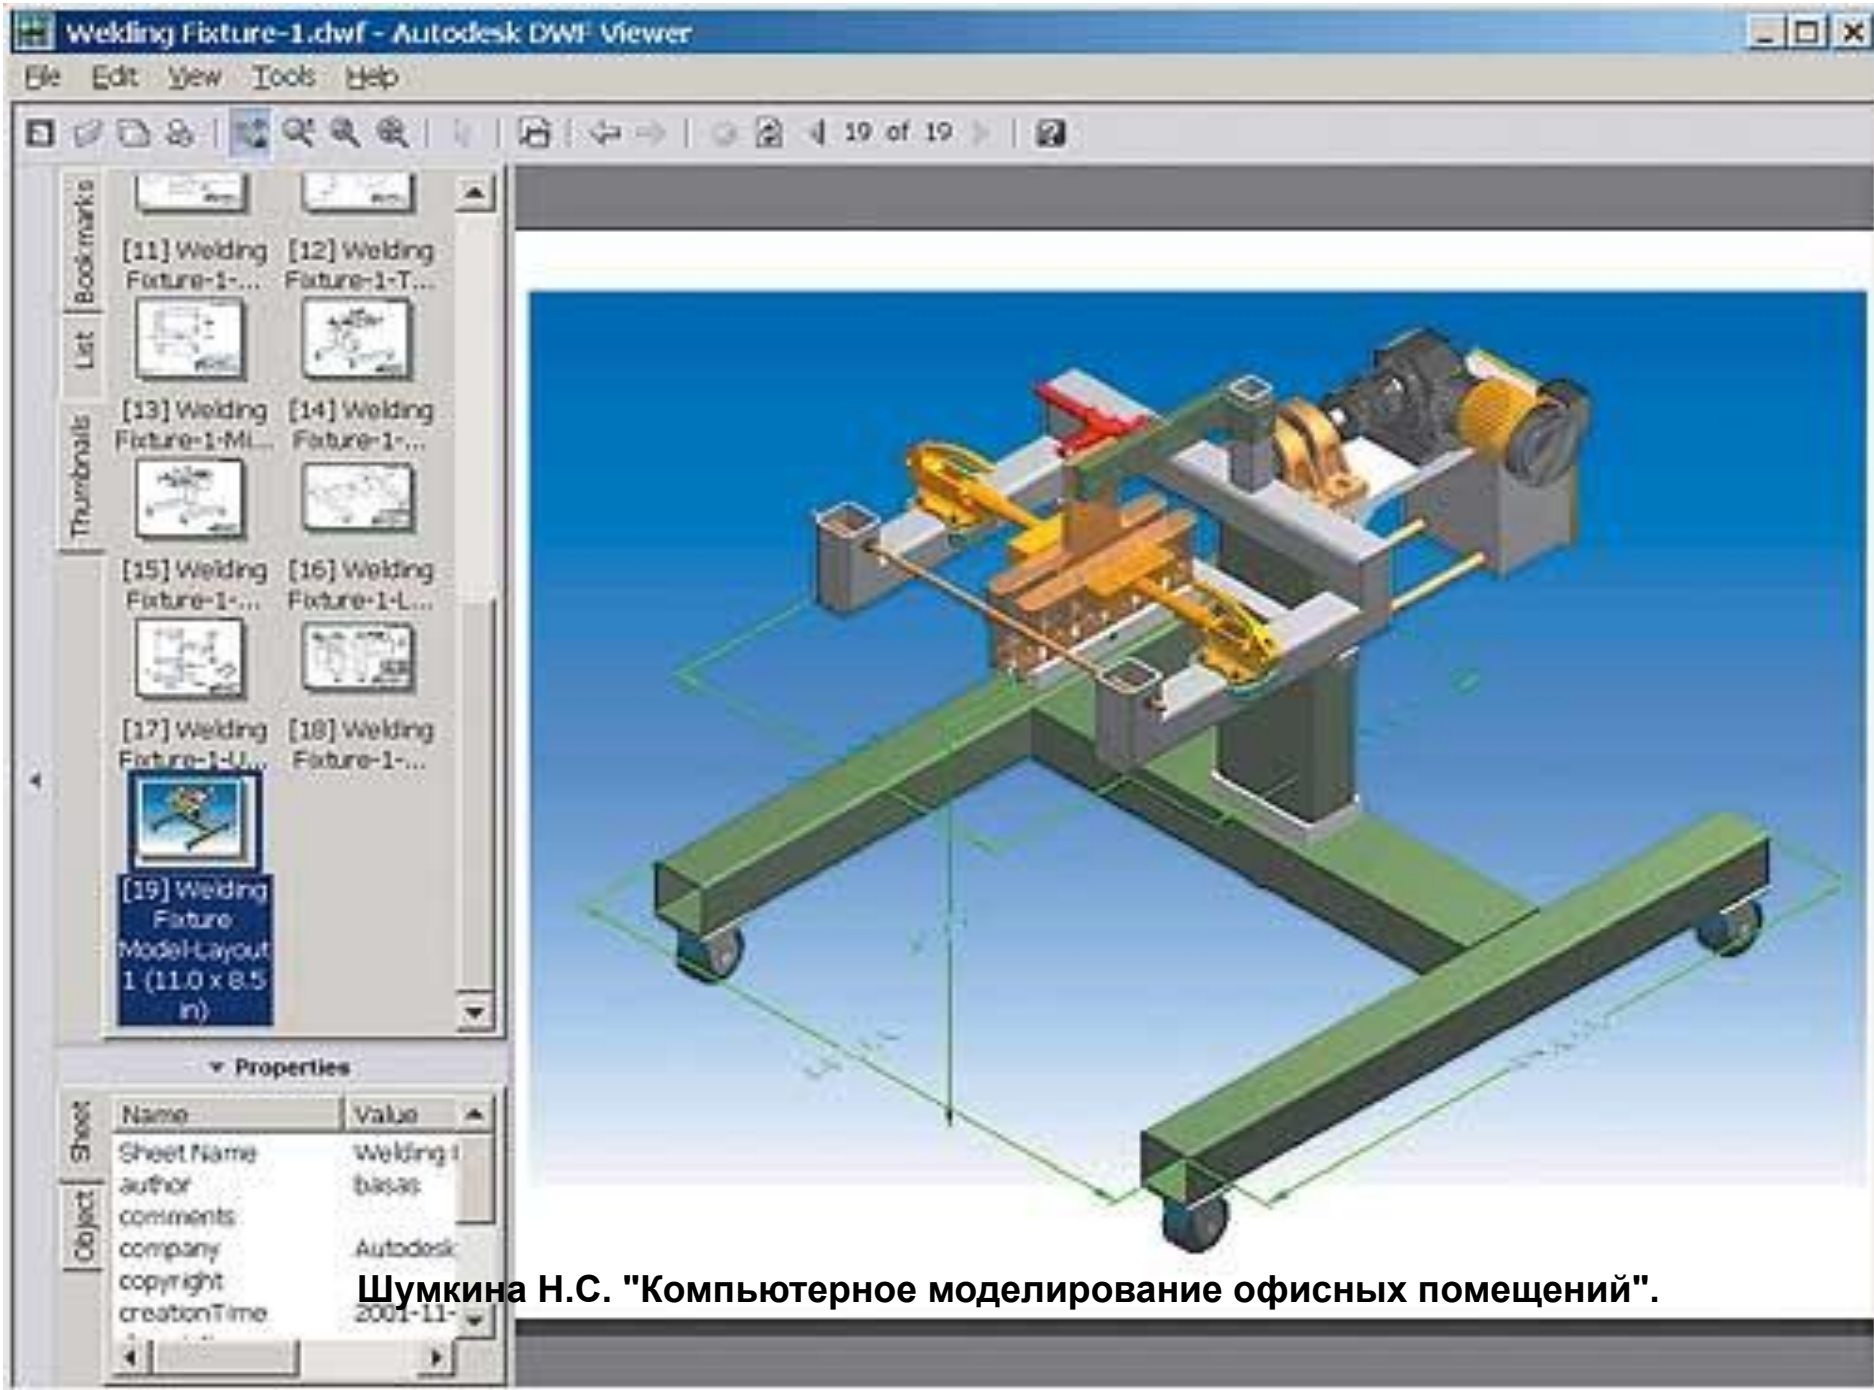 Welding Fixture-1.dwf - Autodesk DWF Viewer
File Edit View Tools Help
19 of 19
Bookmarks
List
Thumbnails
[11] Welding
Fixture-1-...
[12] Welding
Fixture-1-T...
[13] Welding
Fixture-1-Mi...
[14] Welding
Fixture-1-...
[15] Welding
Fixture-1-...
[16] Welding
Fixture-1-L...
[17] Welding
Fixture-1-U...
[18] Welding
Fixture-1-...
[19] Welding
Fixture
Model-Layout
1 (11.0 x 8.5
in)
Properties
Sheet
Object
Name Value
Sheet Name Welding
author basas
comments
company Autodesk
copyright
creationTime 2001-11-
Шумкина Н.С. "Компьютерное моделирование офисных помещений".